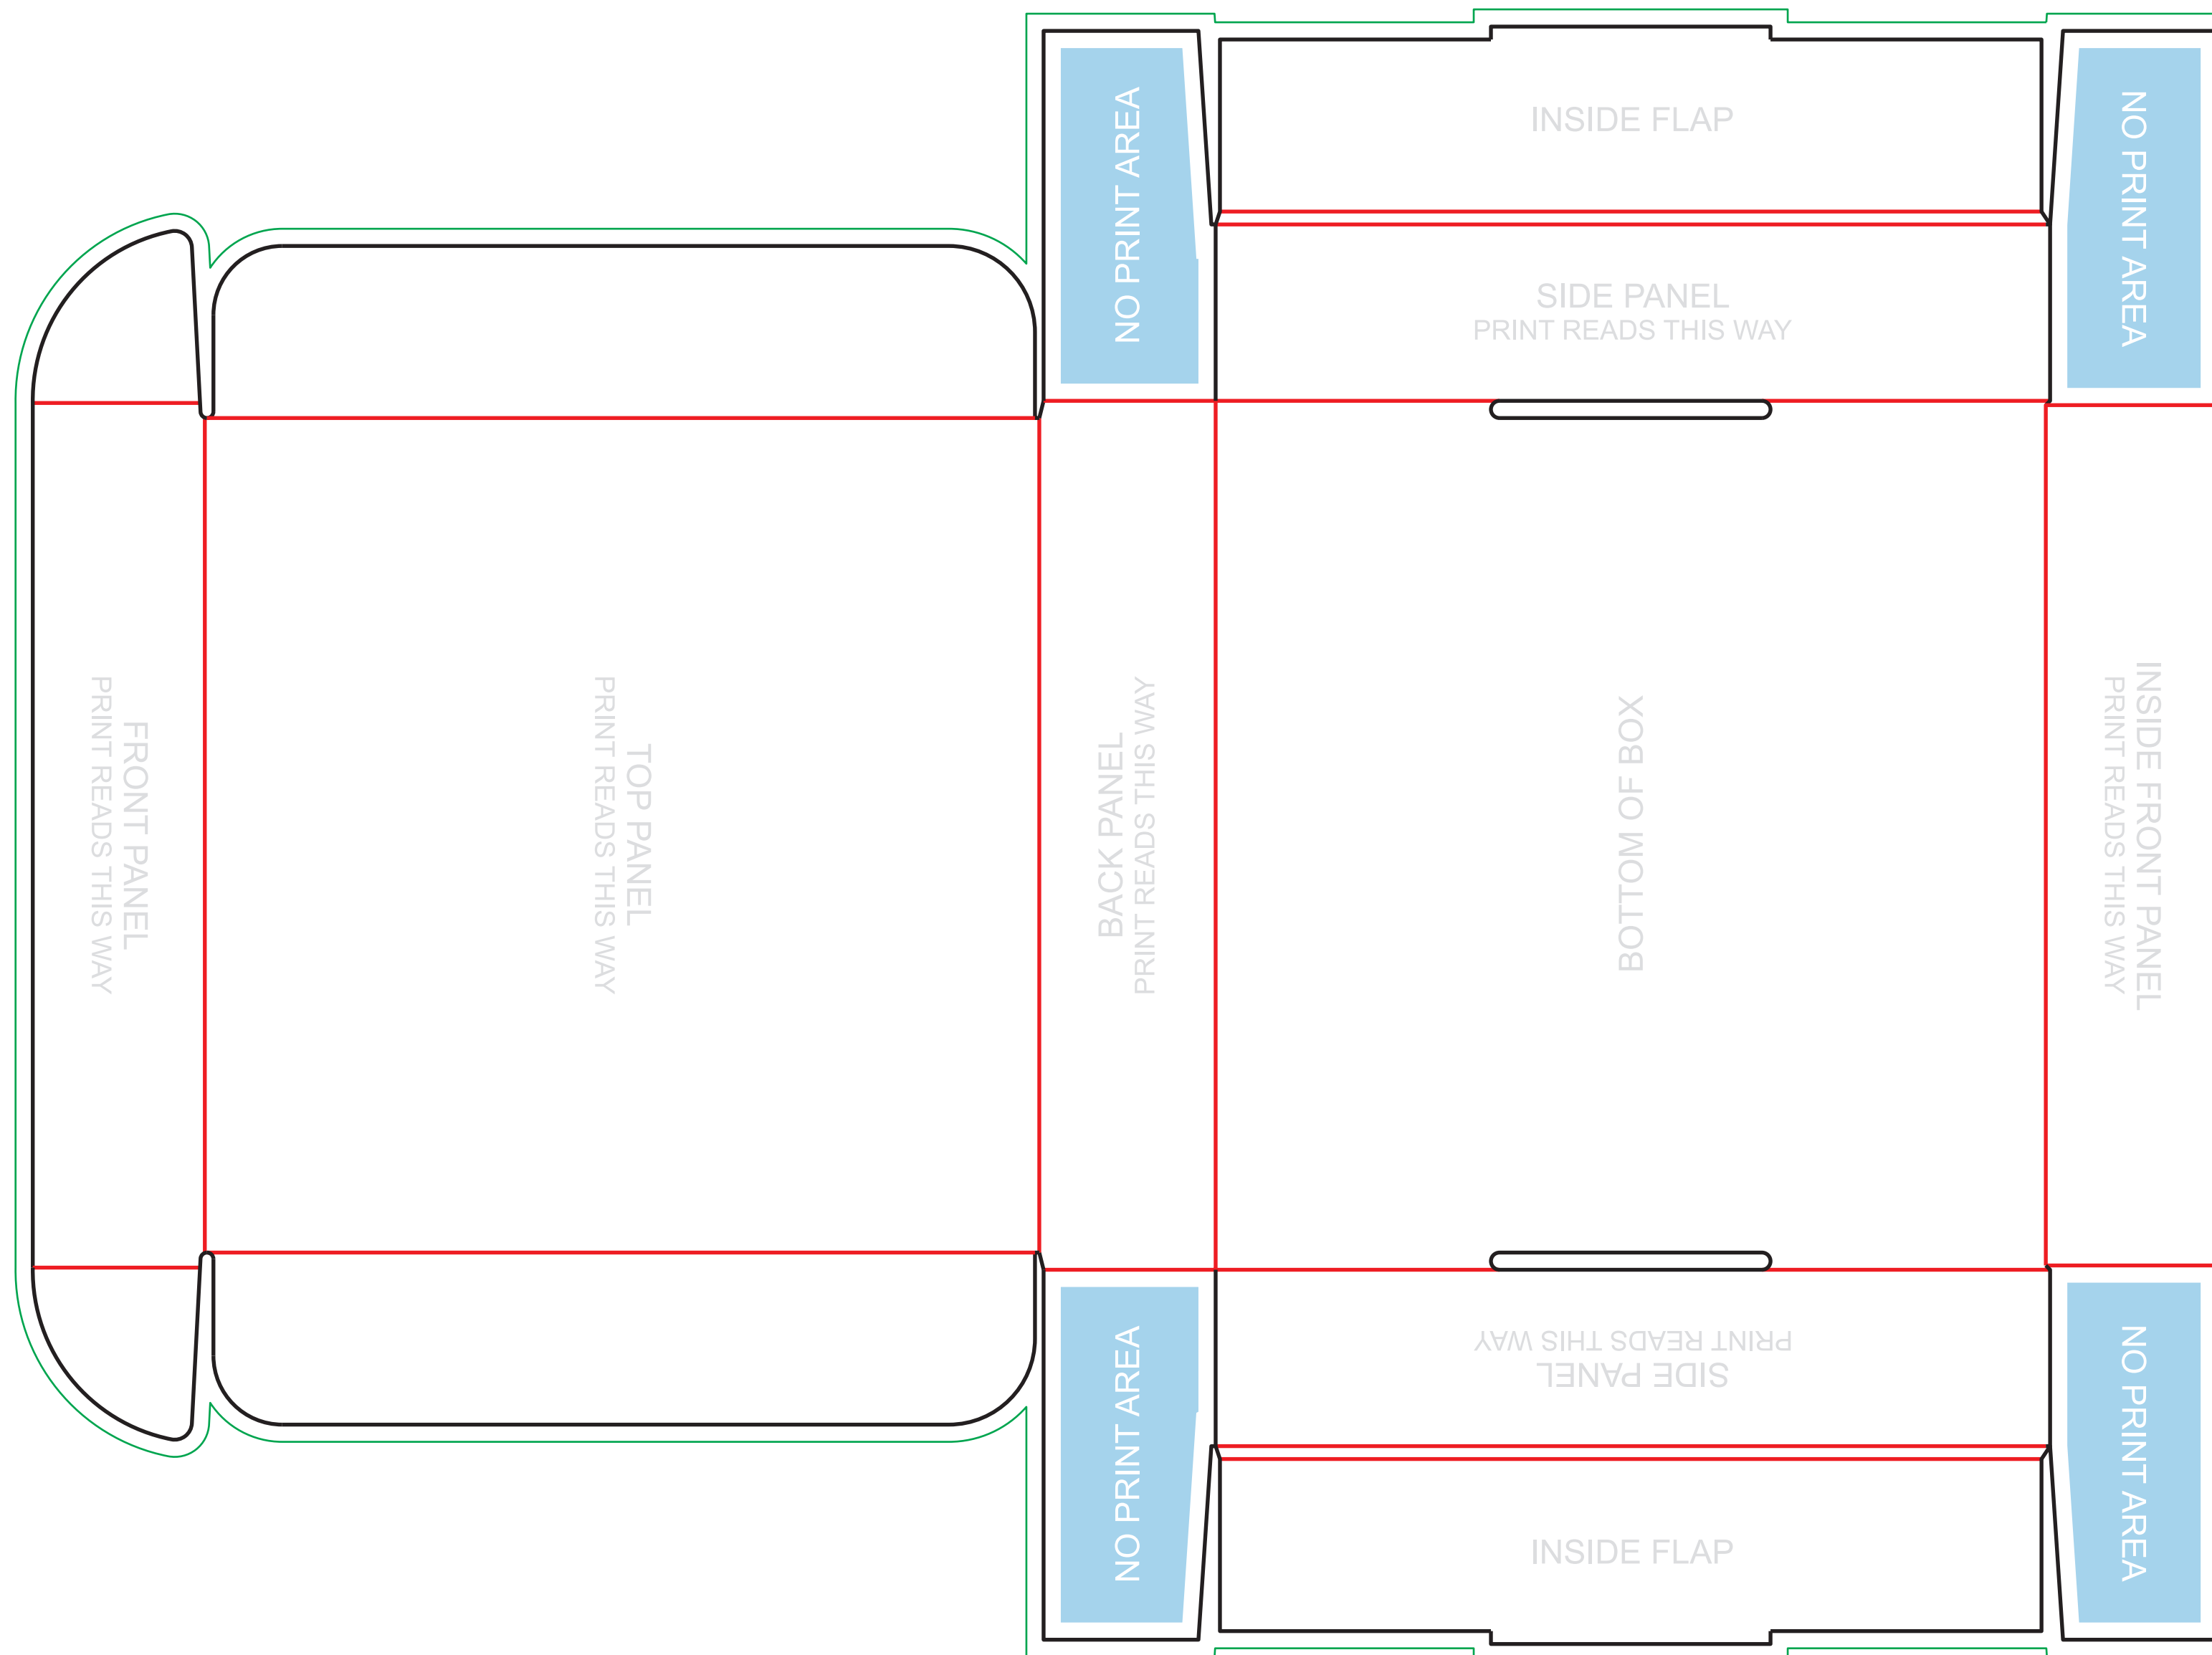 NO PRINT AREA
INSIDE FLAP
NO PRINT AREA
SIDE PANEL
PRINT READS THIS WAY
FRONT PANEL
PRINT READS THIS WAY
TOP PANEL
PRINT READS THIS WAY
BACK PANEL
PRINT READS THIS WAY
BOTTOM OF BOX
INSIDE FRONT PANEL
PRINT READS THIS WAY
NO PRINT AREA
SIDE PANEL
PRINT READS THIS WAY
NO PRINT AREA
INSIDE FLAP